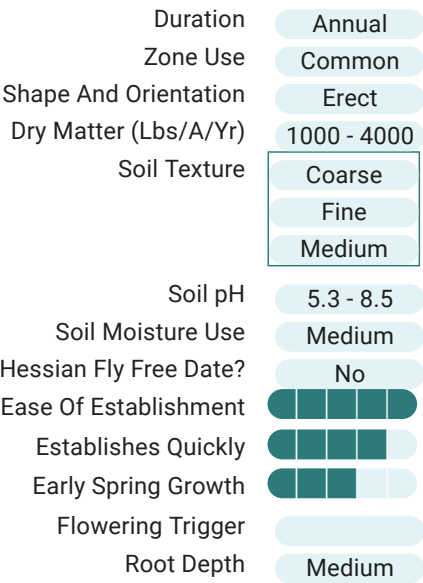 Duration Annual
Zone Use Common
Shape And Orientation Erect
Dry Matter (Lbs/A/Yr) 1000 - 4000
Soil Texture Coarse
Fine
Medium
Soil pH 5.3 - 8.5
Soil Moisture Use Medium
Hessian Fly Free Date? No
Ease Of Establishment
Establishes Quickly
Early Spring Growth
Flowering Trigger
Root Depth Medium